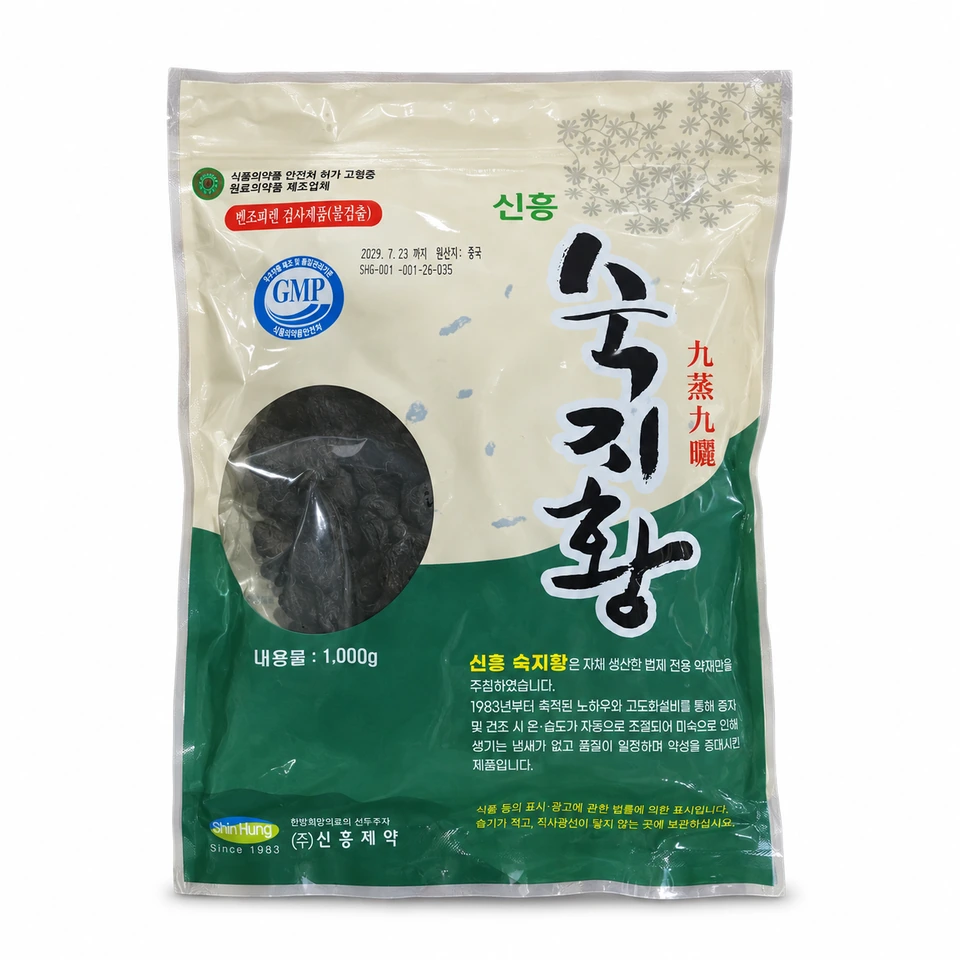 식품의약품 안전처 허가 고형중
원료의약품 제조업체
벤조피렌 검사제품(불검출)
2029. 7. 23 까지 원산지: 중국
SHG-001 -001-26-035
GMP
식품의약품안전처
신흥
숙지황
九蒸九曬
내용물 : 1,000g
신흥 숙지황은 자체 생산한 법제 전용 약재만을
주침하였습니다.
1983년부터 축적된 노하우와 고도화설비를 통해 증자
및 건조 시 온·습도가 자동으로 조절되어 미숙으로 인해
생기는 냄새가 없고 품질이 일정하며 약성을 증대시킨
제품입니다.
식품 등의 표시·광고에 관한 법률에 의한 표시입니다.
습기가 적고, 직사광선이 닿지 않는 곳에 보관하십시요.
Shin Hung
Since 1983
한방희망의료의 선두주자
(주)신흥제약